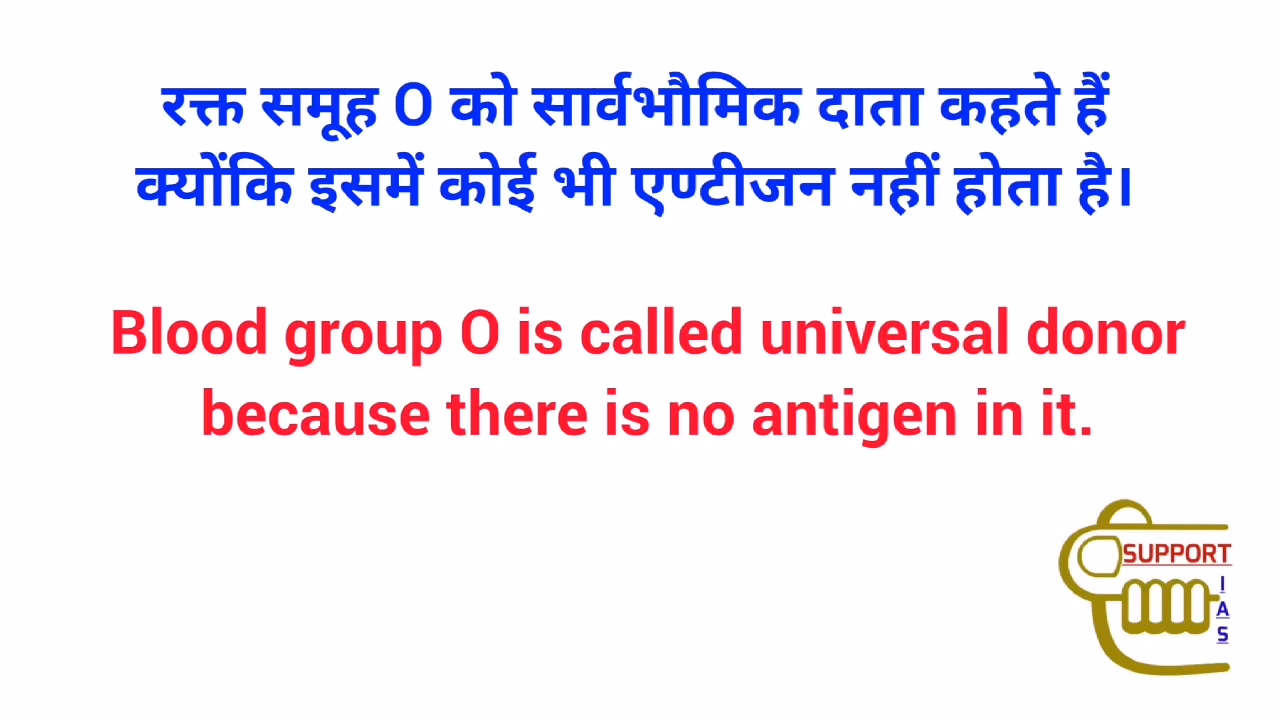 रक्त समूह O को सार्वभौमिक दाता कहते हैं
क्योंकि इसमें कोई भी एण्टीजन नहीं होता है।
Blood group O is called universal donor
because there is no antigen in it.
SUPPORT
I
A
S